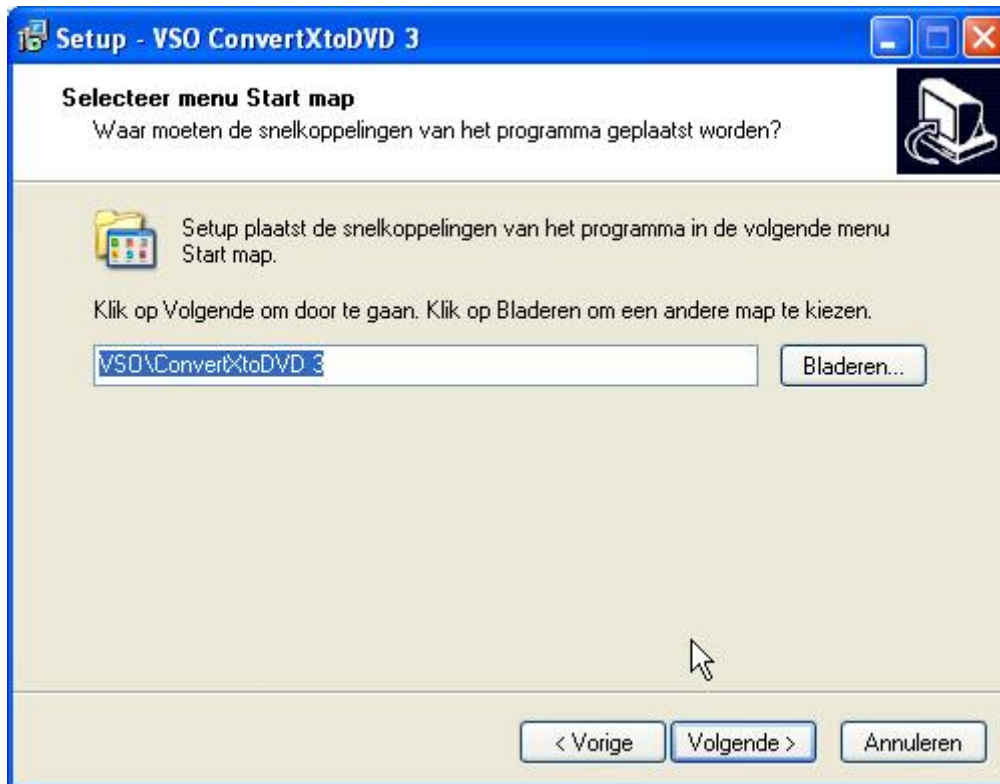 Setup - VSO ConvertXtoDVD 3
Selecteer menu Start map
Waar moeten de snelkoppelingen van het programma geplaatst worden?
Setup plaatst de snelkoppelingen van het programma in de volgende menu
Start map.
Klik op Volgende om door te gaan. Klik op Bladeren om een andere map te kiezen.
VSO\ConvertXtoDVD 3
Bladeren...
< Vorige
Volgende >
Annuleren